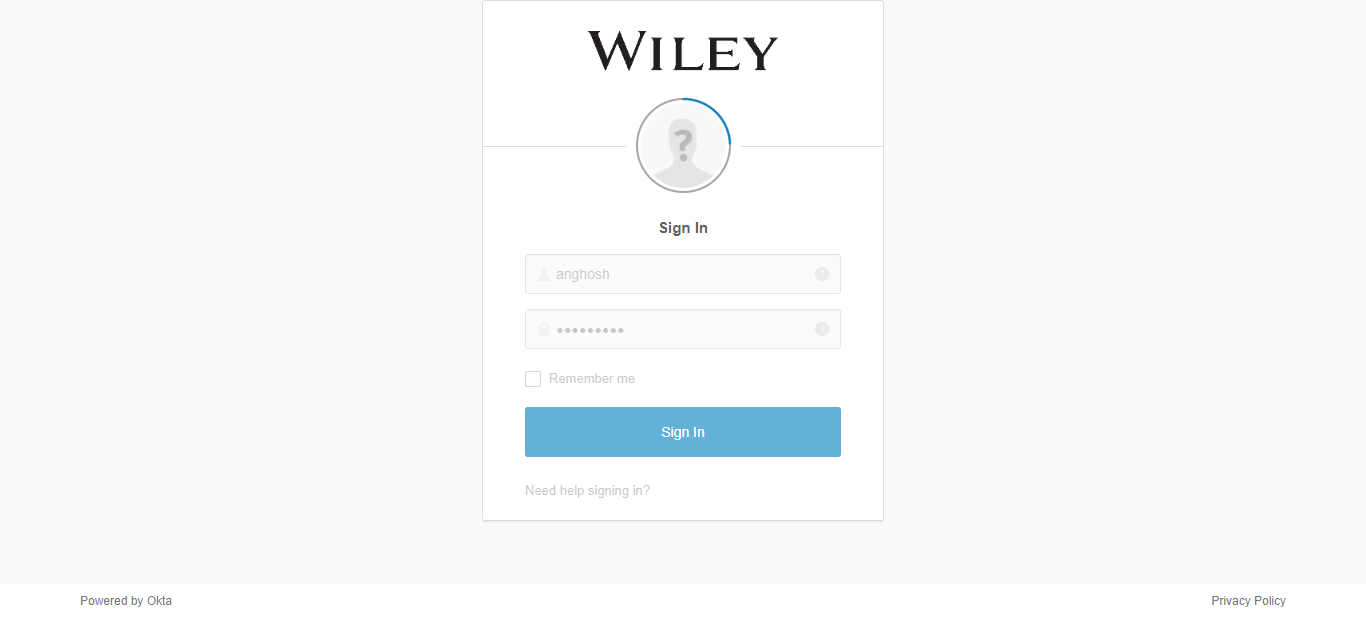 WILEY
?
Sign In
anghosh
?
•••••••••
?
Remember me
Sign In
Need help signing in?
Powered by Okta
Privacy Policy